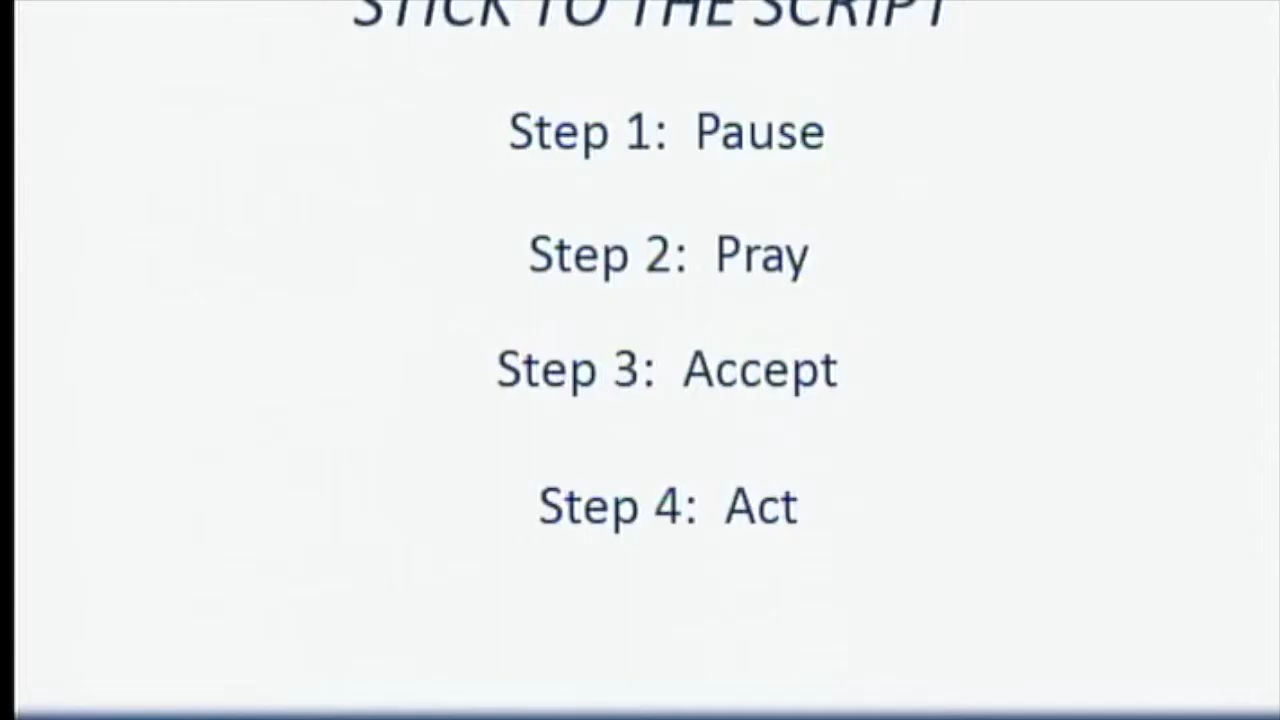 STICK TO THE SCRIPT
Step 1: Pause
Step 2: Pray
Step 3: Accept
Step 4: Act